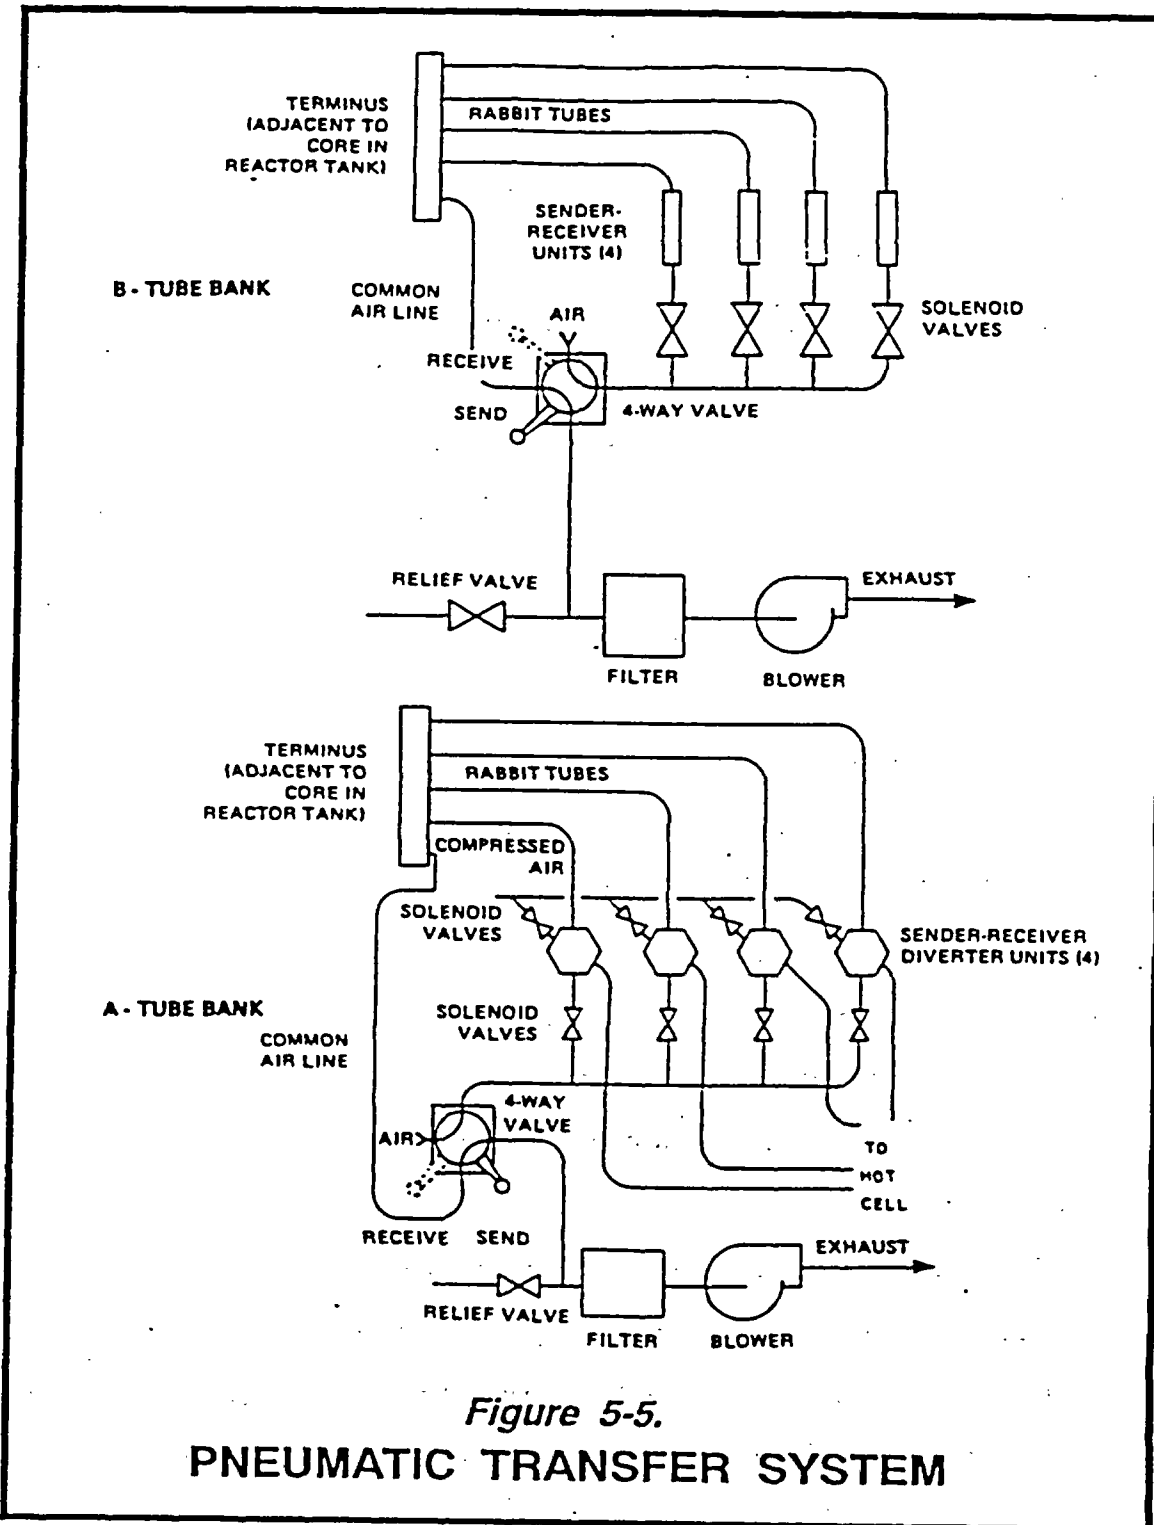 TERMINUS
(ADJACENT TO
CORE IN
REACTOR TANK)
RABBIT TUBES
SENDER-
RECEIVER
UNITS (4)
B - TUBE BANK
COMMON
AIR LINE
AIR
SOLENOID
VALVES
RECEIVE
SEND
4-WAY VALVE
RELIEF VALVE
EXHAUST
FILTER
BLOWER
TERMINUS
(ADJACENT TO
CORE IN
REACTOR TANK)
RABBIT TUBES
COMPRESSED
AIR
SOLENOID
VALVES
SENDER-RECEIVER
DIVERTER UNITS (4)
A - TUBE BANK
SOLENOID
VALVES
COMMON
AIR LINE
4-WAY
VALVE
AIR
TO
HOT
CELL
RECEIVE
SEND
EXHAUST
RELIEF VALVE
FILTER
BLOWER
Figure 5-5.
PNEUMATIC TRANSFER SYSTEM